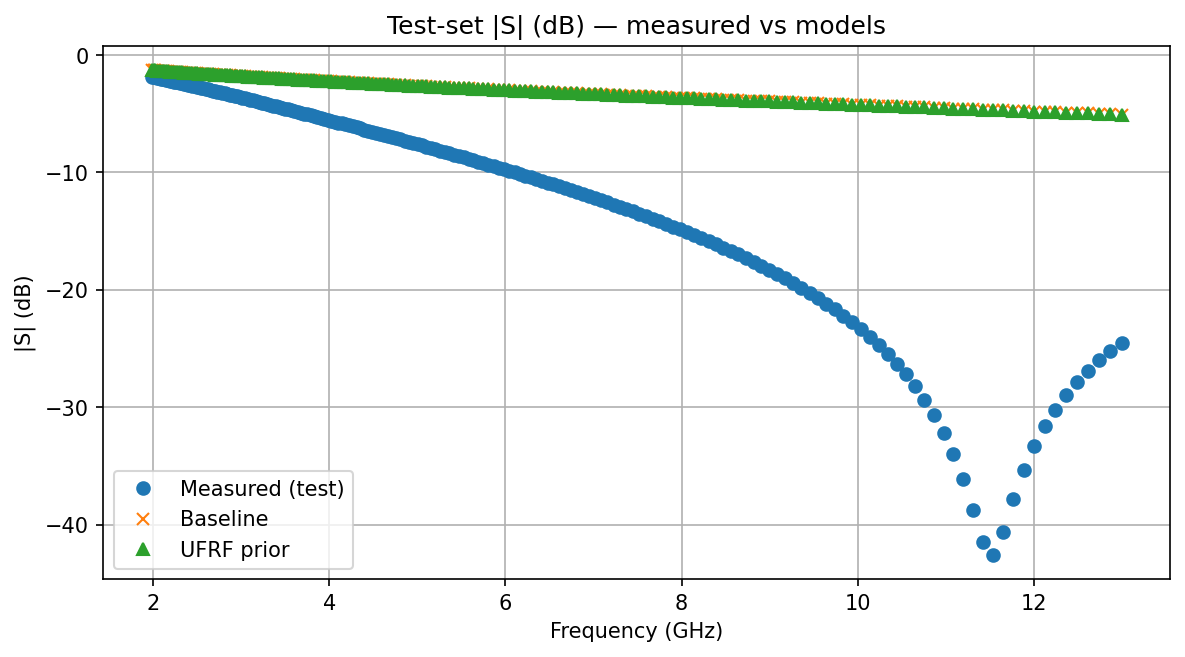 Test-set |S| (dB) — measured vs models
|S| (dB)
0
−10
−20
−30
−40
Measured (test)
Baseline
UFRF prior
2 4 6 8 10 12
Frequency (GHz)